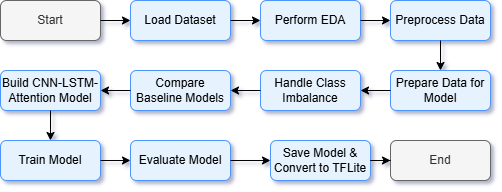 Start
Load Dataset
Perform EDA
Preprocess Data
Prepare Data for
Model
Handle Class
Imbalance
Compare
Baseline Models
Build CNN-LSTM-
Attention Model
Train Model
Evaluate Model
Save Model &
Convert to TFLite
End